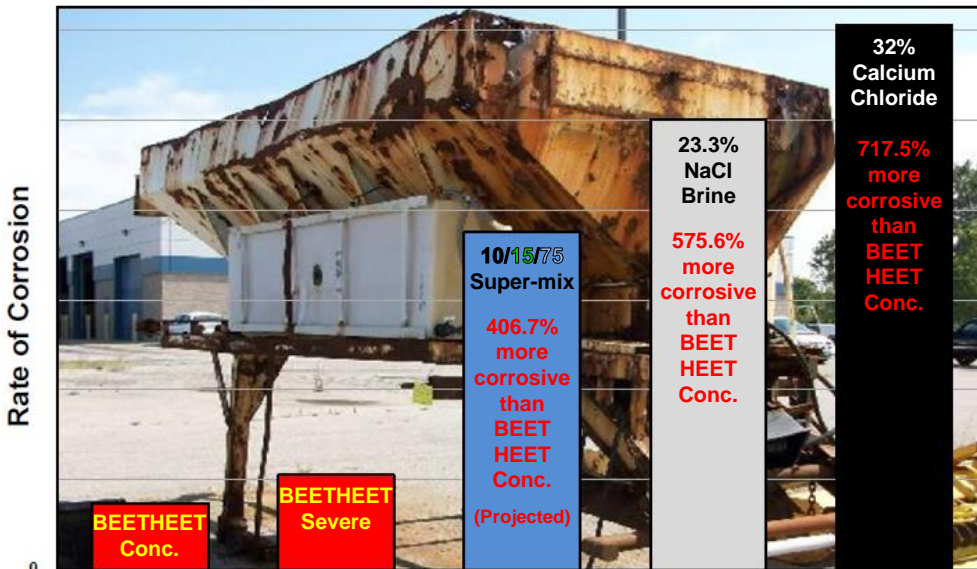 Rate of Corrosion
0
BEETHEET
Conc.
BEETHEET
Severe
10/15/75
Super-mix
406.7%
more
corrosive
than
BEET
HEET
Conc.
(Projected)
23.3%
NaCl
Brine
575.6%
more
corrosive
than
BEET
HEET
Conc.
32%
Calcium
Chloride
717.5%
more
corrosive
than
BEET
HEET
Conc.